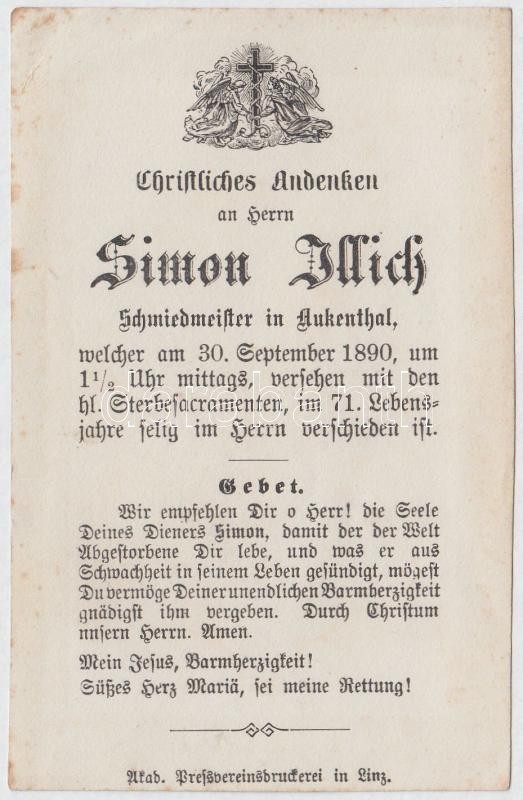 Christliches Andenken
an Herrn
Simon Illich
Schmiedmeister in Aukenthal,
welcher am 30. September 1890, um
1 1/2 Uhr mittags, versehen mit den
hl. Sterbesacramenten, im 71. Lebens-
jahre selig im Herrn verschieden ist.
Gebet.
Wir empfehlen Dir o Herr! die Seele
Deines Dieners Simon, damit der der Welt
Abgestorbene Dir lebe, und was er aus
Schwachheit in seinem Leben gesündigt, mögest
Du vermöge Deiner unendlichen Barmherzigkeit
gnädigst ihm vergeben. Durch Christum
nnsern Herrn. Amen.
Mein Jesus, Barmherzigkeit!
Süßes Herz Mariä, sei meine Rettung!
Akad. Pressvereinsdruckerei in Linz.